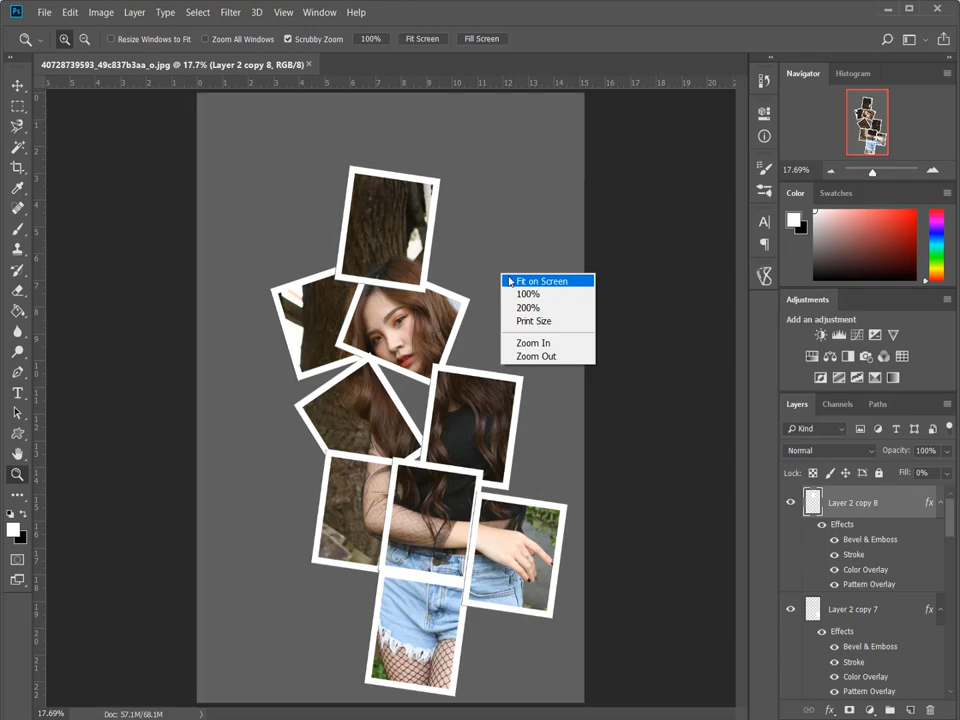 Ps File Edit Image Layer Type Select Filter 3D View Window Help
Resize Windows to Fit Zoom All Windows Scrubby Zoom 100% Fit Screen Fill Screen
40728739593_49c837b3aa_o.jpg @ 17.7% (Layer 2 copy 8, RGB/8)
Navigator Histogram
17.69%
Color Swatches
Fit on Screen
100%
200%
Print Size
Zoom In
Zoom Out
Adjustments
Add an adjustment
Layers Channels Paths
Kind
Normal Opacity: 100%
Lock: Fill: 0%
Layer 2 copy 8 fx
Effects
Bevel & Emboss
Stroke
Color Overlay
Pattern Overlay
Layer 2 copy 7 fx
Effects
Bevel & Emboss
Stroke
Color Overlay
Pattern Overlay
17.69% Doc: 57.1M/68.1M